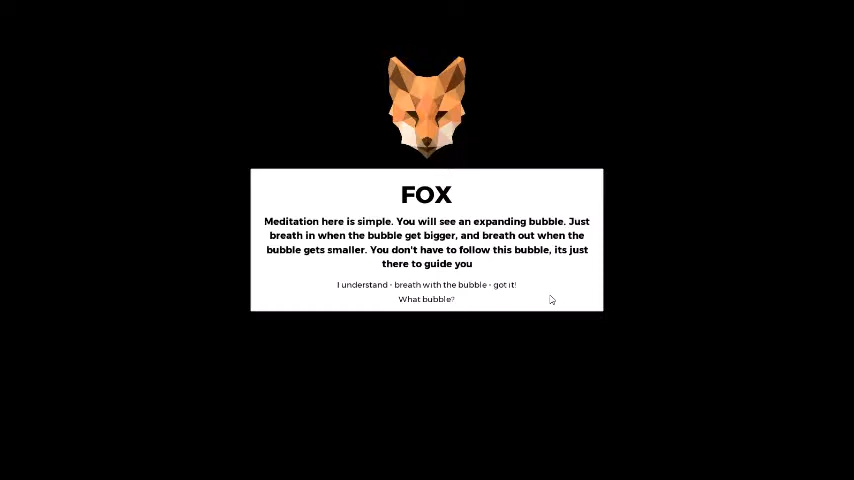 FOX
Meditation here is simple. You will see an expanding bubble. Just
breath in when the bubble get bigger, and breath out when the
bubble gets smaller. You don't have to follow this bubble, its just
there to guide you
I understand - breath with the bubble - got it!
What bubble?